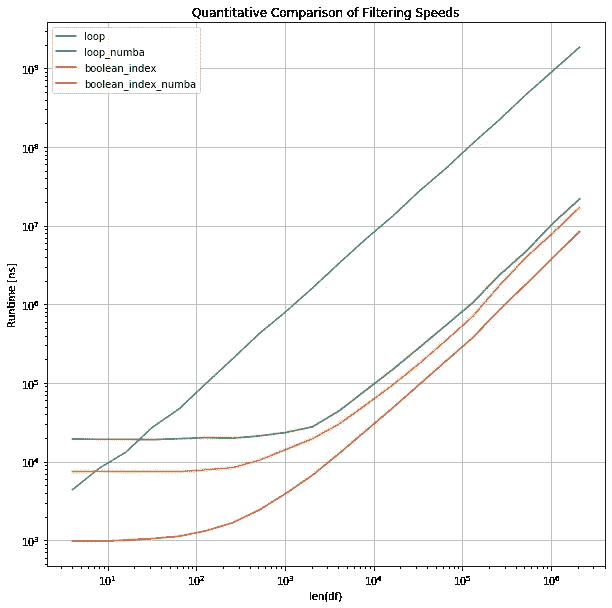 Quantitative Comparison of Filtering Speeds
loop
loop_numba
boolean_index
boolean_index_numba
10⁹
10⁸
10⁷
10⁶
10⁵
10⁴
10³
Runtime [ns]
10¹ 10² 10³ 10⁴ 10⁵ 10⁶
len(df)